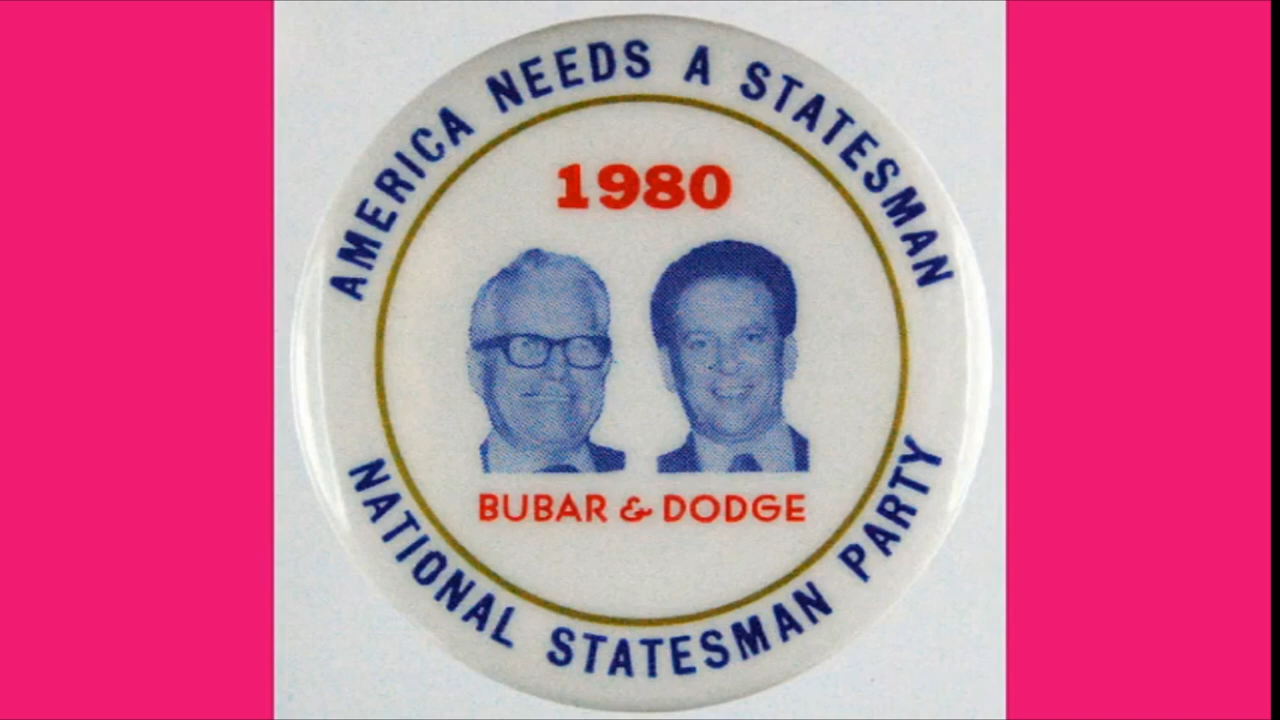 AMERICA NEEDS A STATESMAN
1980
BUBAR & DODGE
NATIONAL STATESMAN PARTY